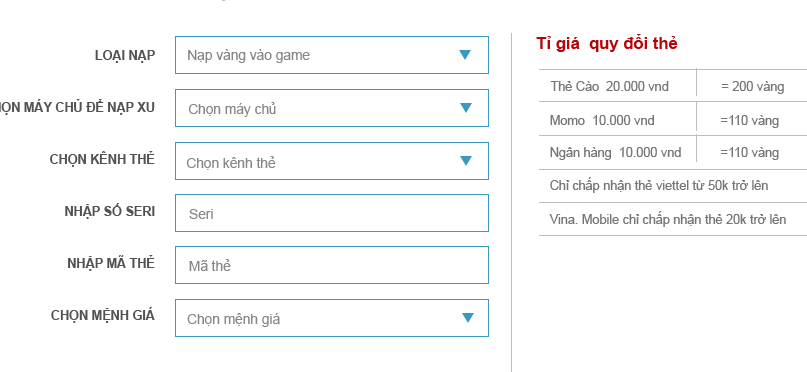 LOẠI NẠP
Nạp vàng vào game
ỌN MÁY CHỦ ĐỂ NẠP XU
Chọn máy chủ
CHỌN KÊNH THẺ
Chọn kênh thẻ
NHẬP SỐ SERI
Seri
NHẬP MÃ THẺ
Mã thẻ
CHỌN MỆNH GIÁ
Chọn mệnh giá
Tỉ giá quy đổi thẻ
Thẻ Cào 20.000 vnd = 200 vàng
Momo 10.000 vnd =110 vàng
Ngân hàng 10.000 vnd =110 vàng
Chỉ chấp nhận thẻ viettel từ 50k trở lên
Vina. Mobile chỉ chấp nhận thẻ 20k trở lên